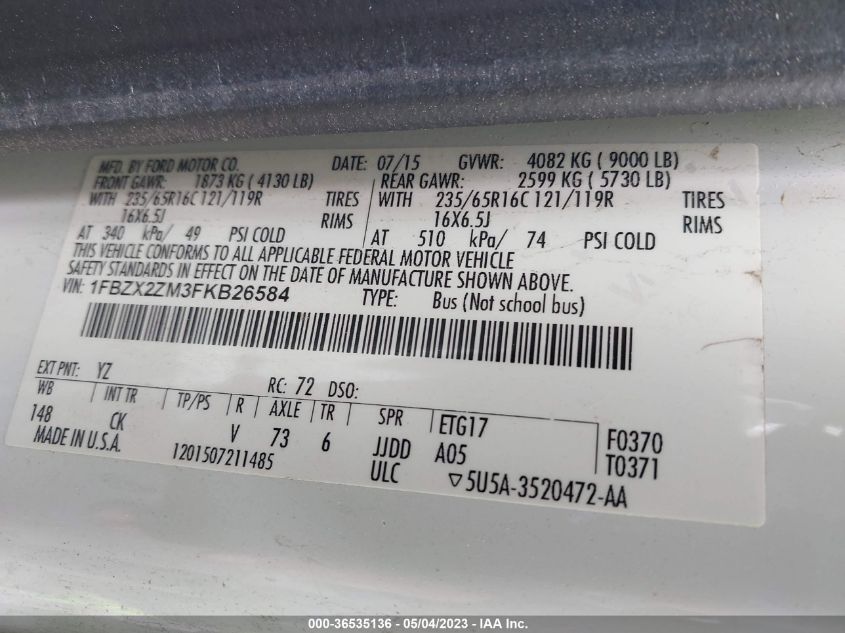 MFD. BY FORD MOTOR CO. DATE: 07/15 GVWR: 4082 KG ( 9000 LB)
FRONT GAWR: 1873 KG ( 4130 LB) REAR GAWR: 2599 KG ( 5730 LB)
WITH 235/65R16C 121/119R TIRES WITH 235/65R16C 121/119R TIRES
16X6.5J RIMS 16X6.5J RIMS
AT 340 kPa/ 49 PSI COLD AT 510 kPa/ 74 PSI COLD
THIS VEHICLE CONFORMS TO ALL APPLICABLE FEDERAL MOTOR VEHICLE
SAFETY STANDARDS IN EFFECT ON THE DATE OF MANUFACTURE SHOWN ABOVE.
VIN: 1FBZX2ZM3FKB26584 TYPE: Bus (Not school bus)
EXT PNT: YZ RC: 72 DSO:
WB INT TR TP/PS R AXLE TR SPR ETG17 F0370
148 CK V 73 6 JJDD A05 T0371
MADE IN U.S.A. 1201507211485 ULC ▽5U5A-3520472-AA
000-36535136 - 05/04/2023 - IAA Inc.